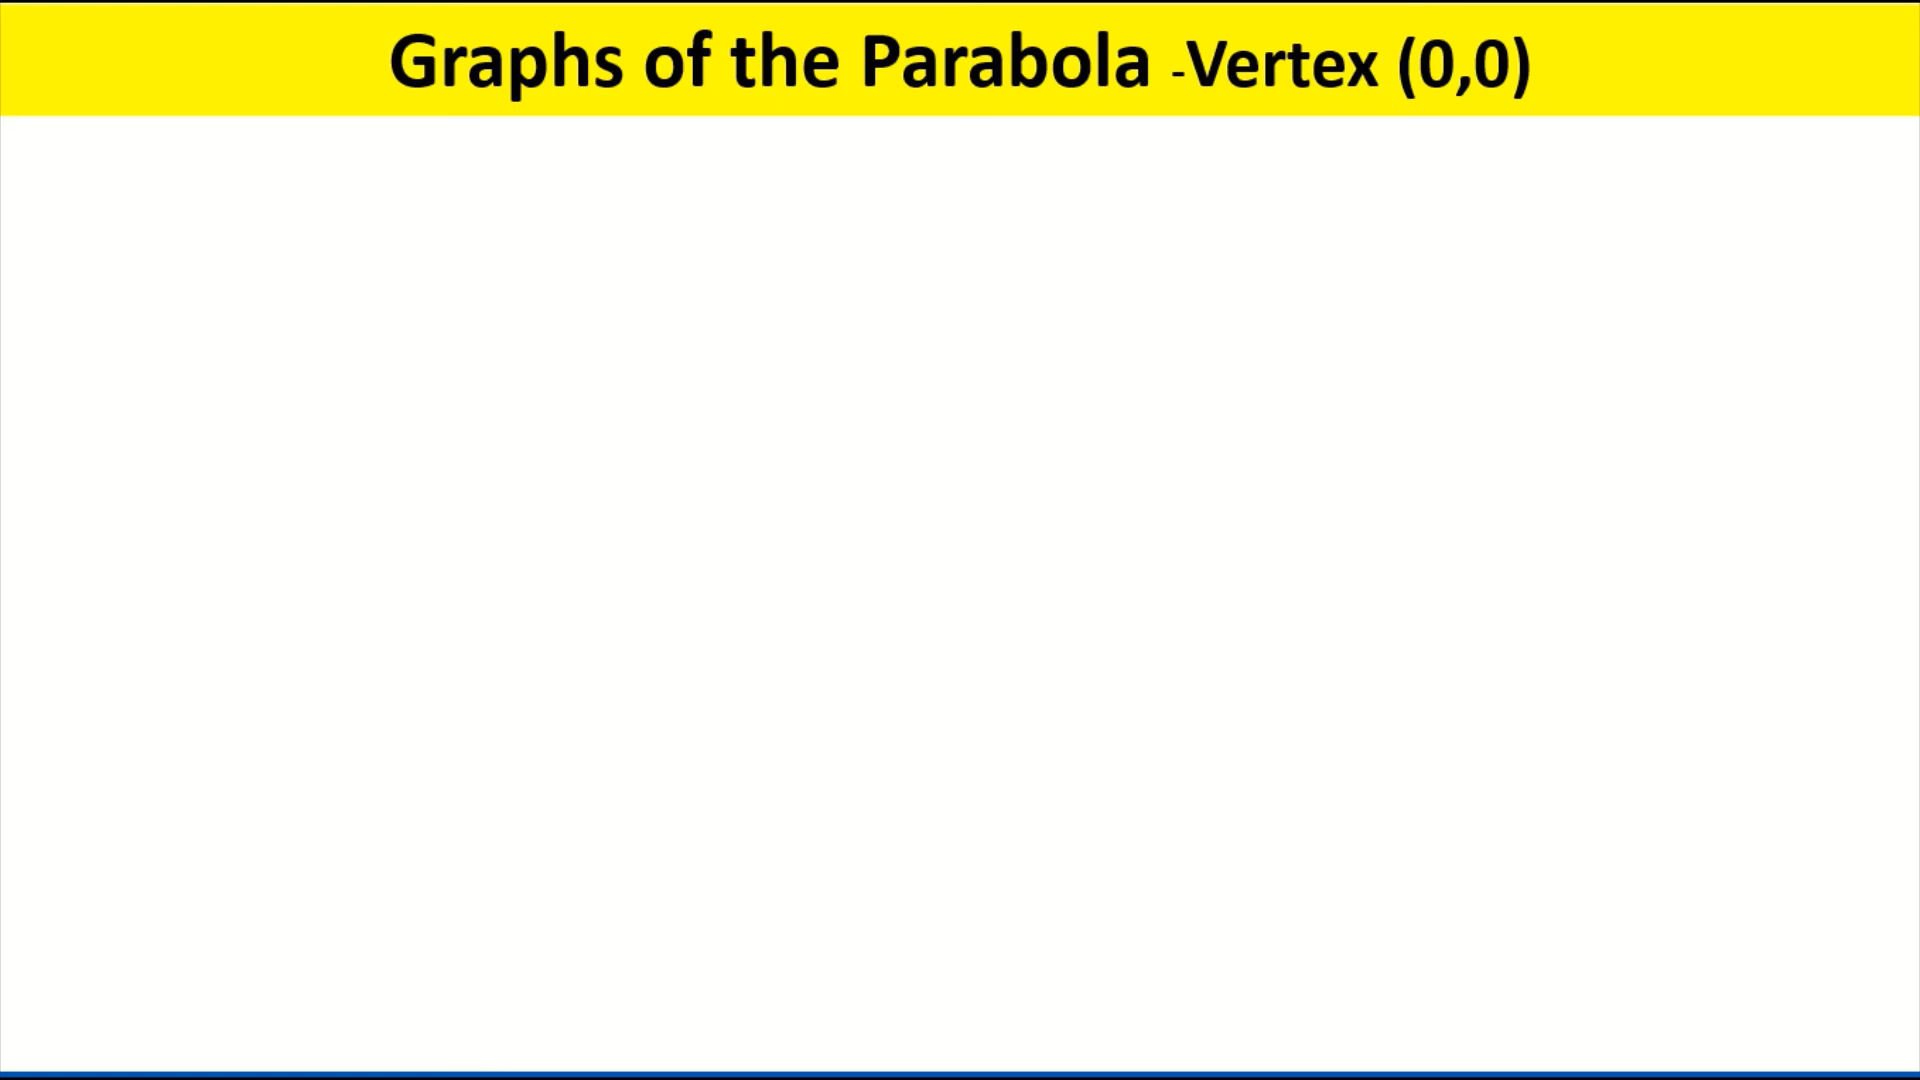 Graphs of the Parabola -Vertex (0,0)